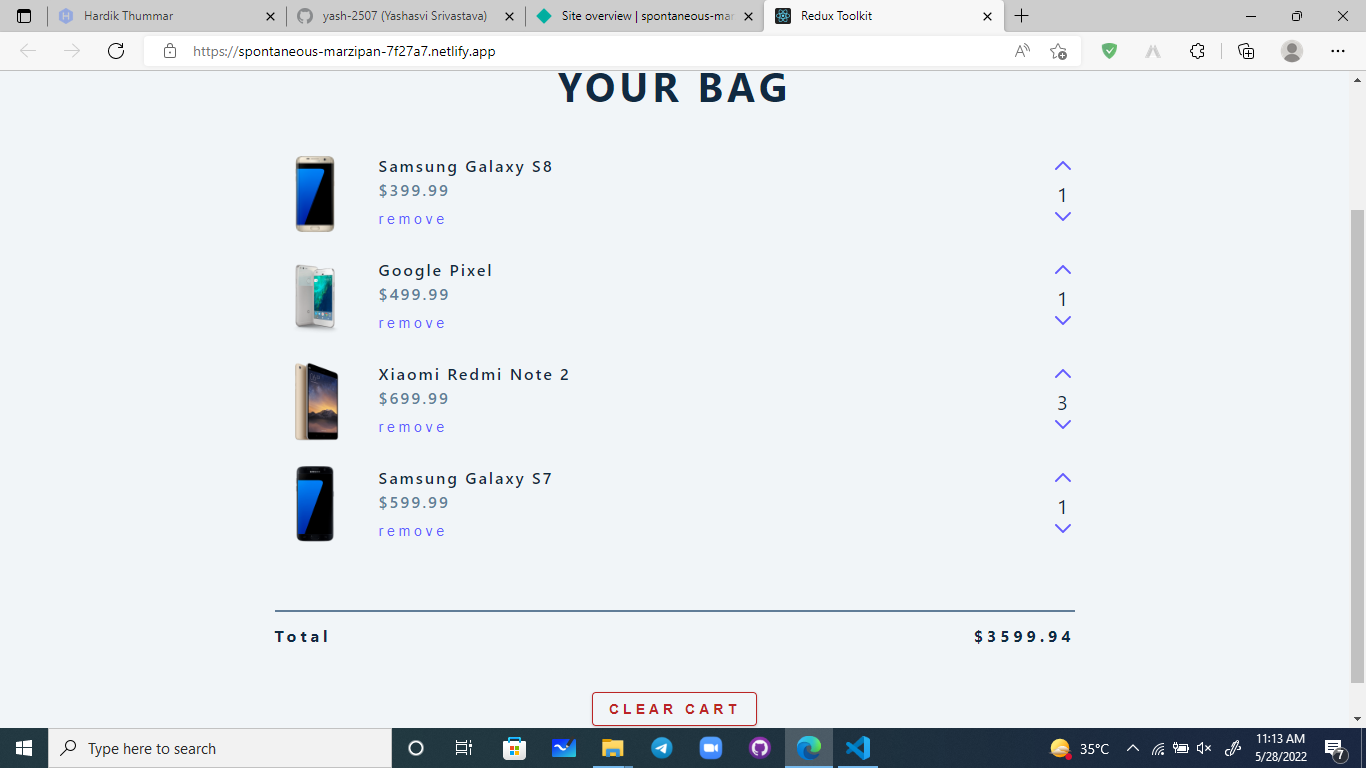 Hardik Thummar
yash-2507 (Yashasvi Srivastava)
Site overview | spontaneous-mar
Redux Toolkit
https://spontaneous-marzipan-7f27a7.netlify.app
YOUR BAG
Samsung Galaxy S8
$399.99
remove
1
Google Pixel
$499.99
remove
1
Xiaomi Redmi Note 2
$699.99
remove
3
Samsung Galaxy S7
$599.99
remove
1
Total
$3599.94
CLEAR CART
Type here to search
35°C
11:13 AM
5/28/2022
7